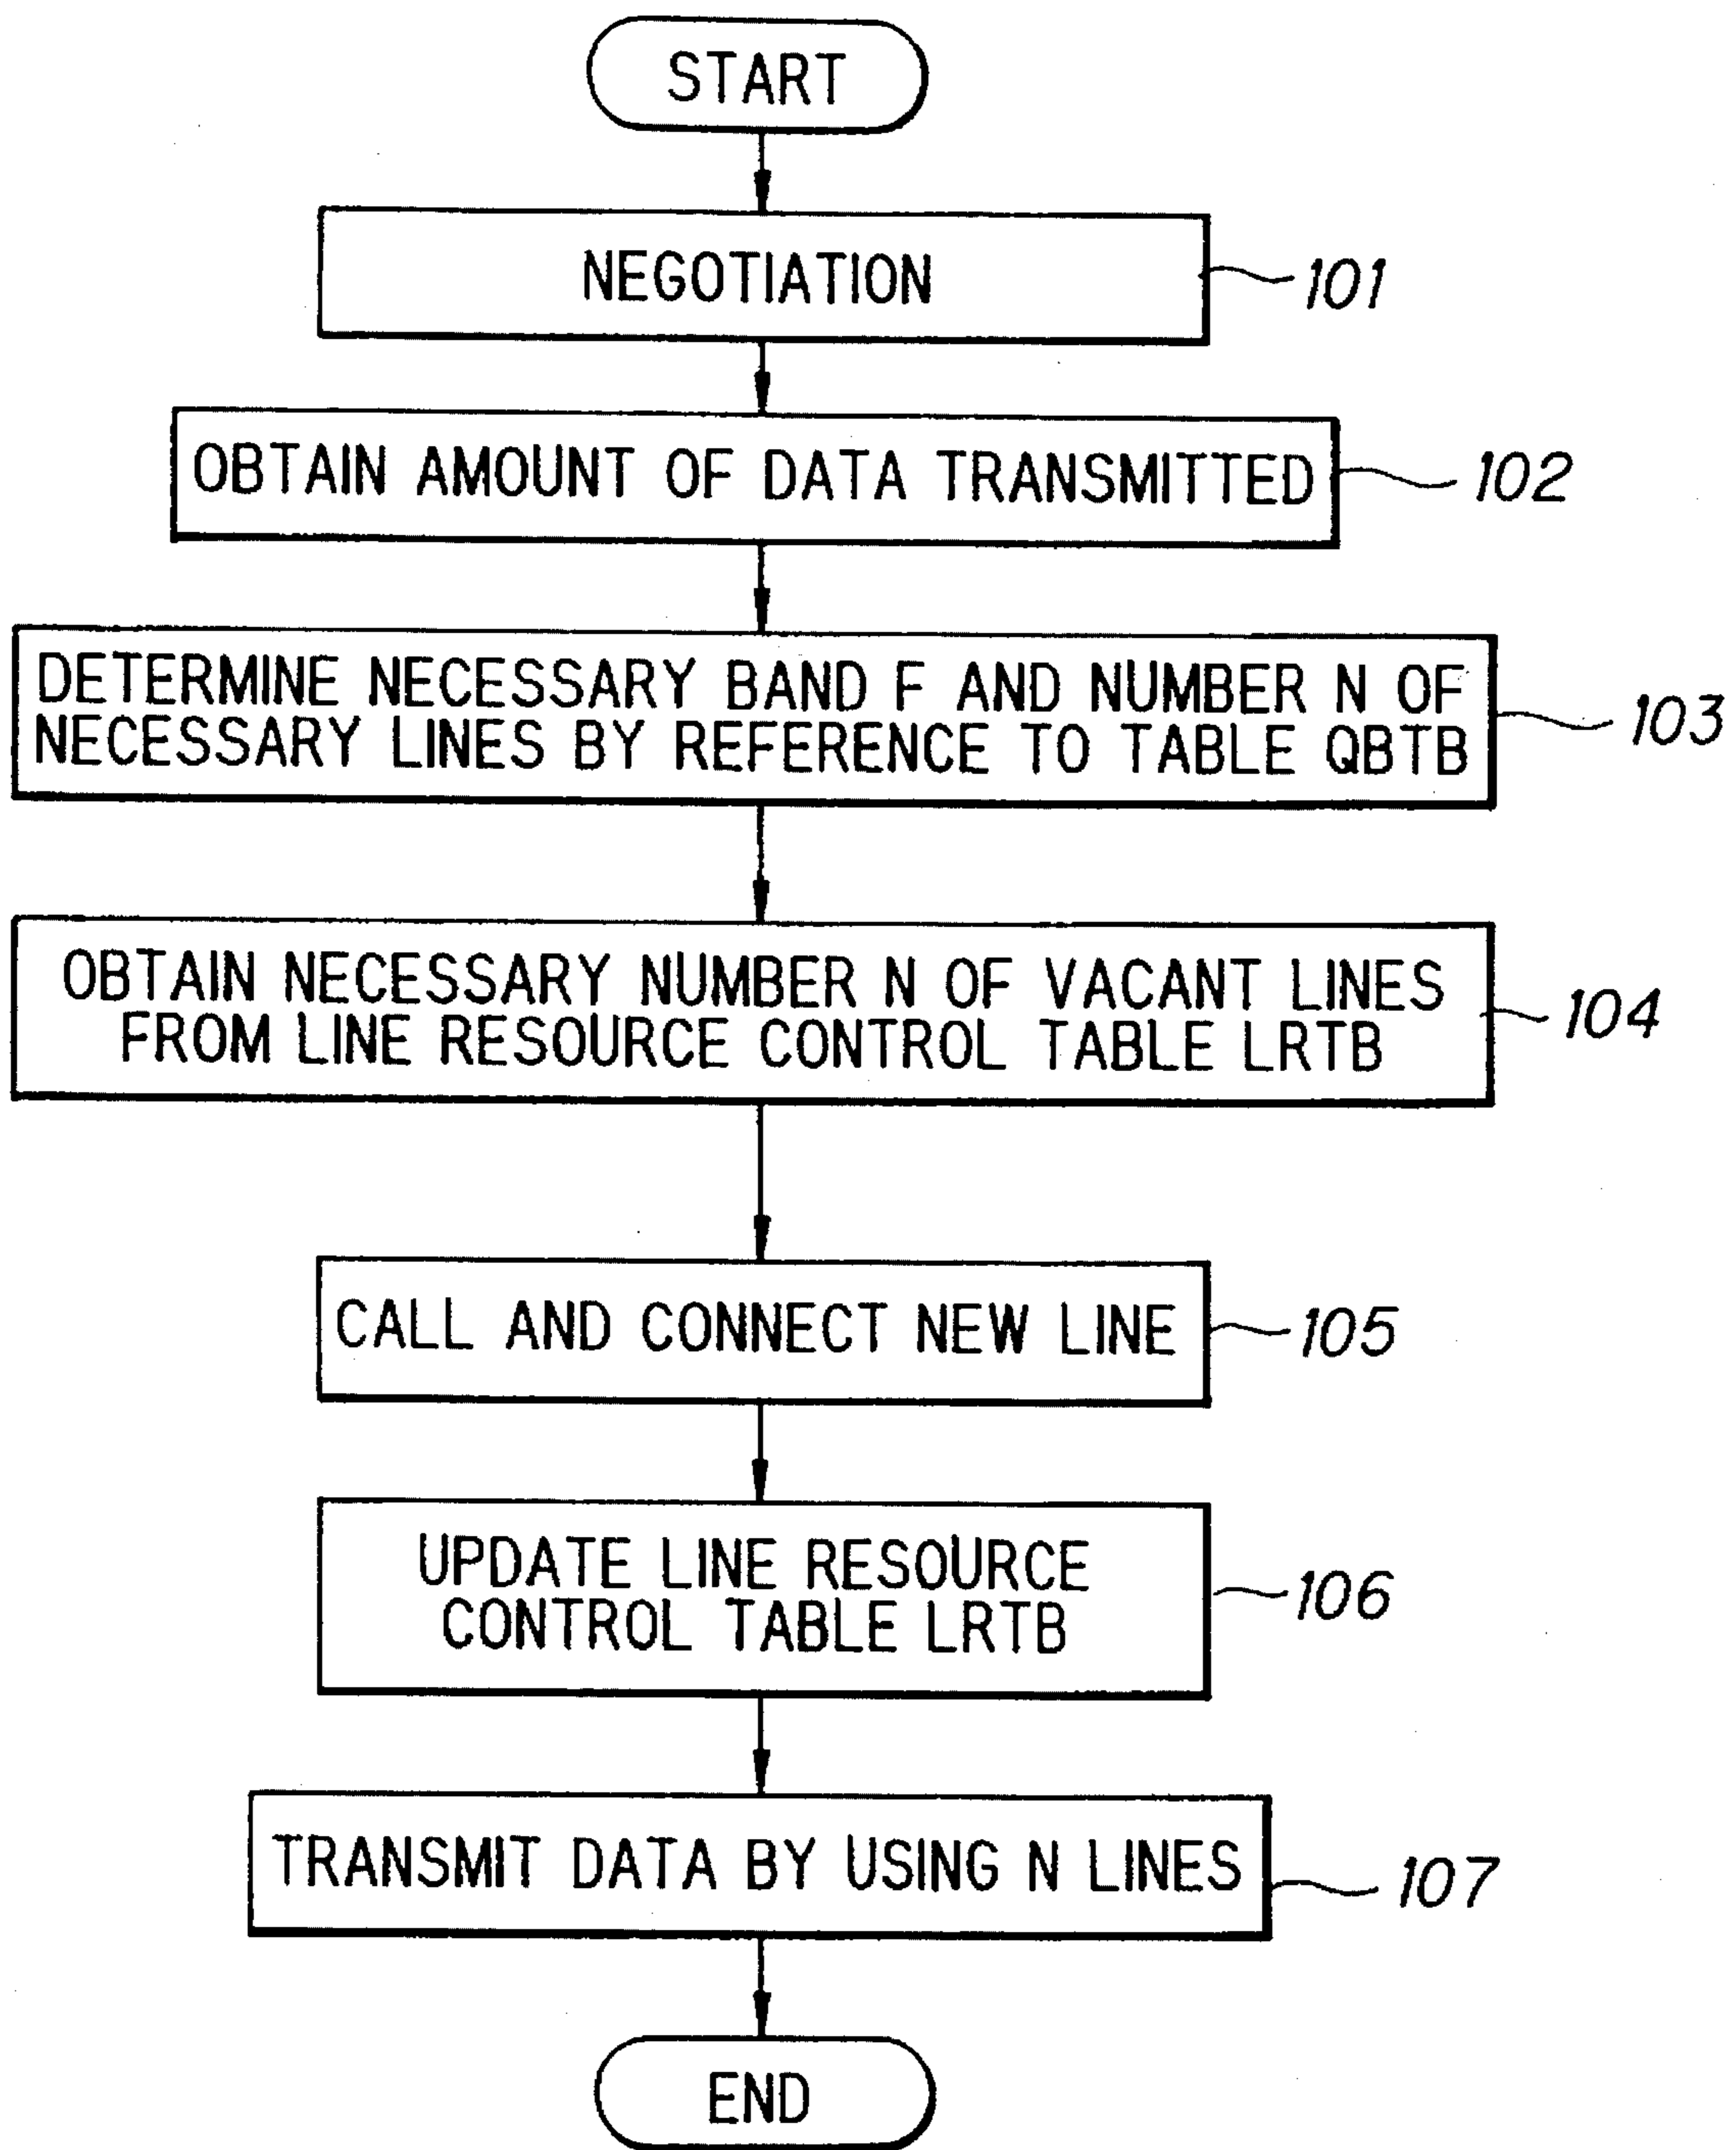 START
NEGOTIATION
101
OBTAIN AMOUNT OF DATA TRANSMITTED
102
DETERMINE NECESSARY BAND F AND NUMBER N OF
NECESSARY LINES BY REFERENCE TO TABLE QBTB
103
OBTAIN NECESSARY NUMBER N OF VACANT LINES
FROM LINE RESOURCE CONTROL TABLE LRTB
104
CALL AND CONNECT NEW LINE
105
UPDATE LINE RESOURCE
CONTROL TABLE LRTB
106
TRANSMIT DATA BY USING N LINES
107
END